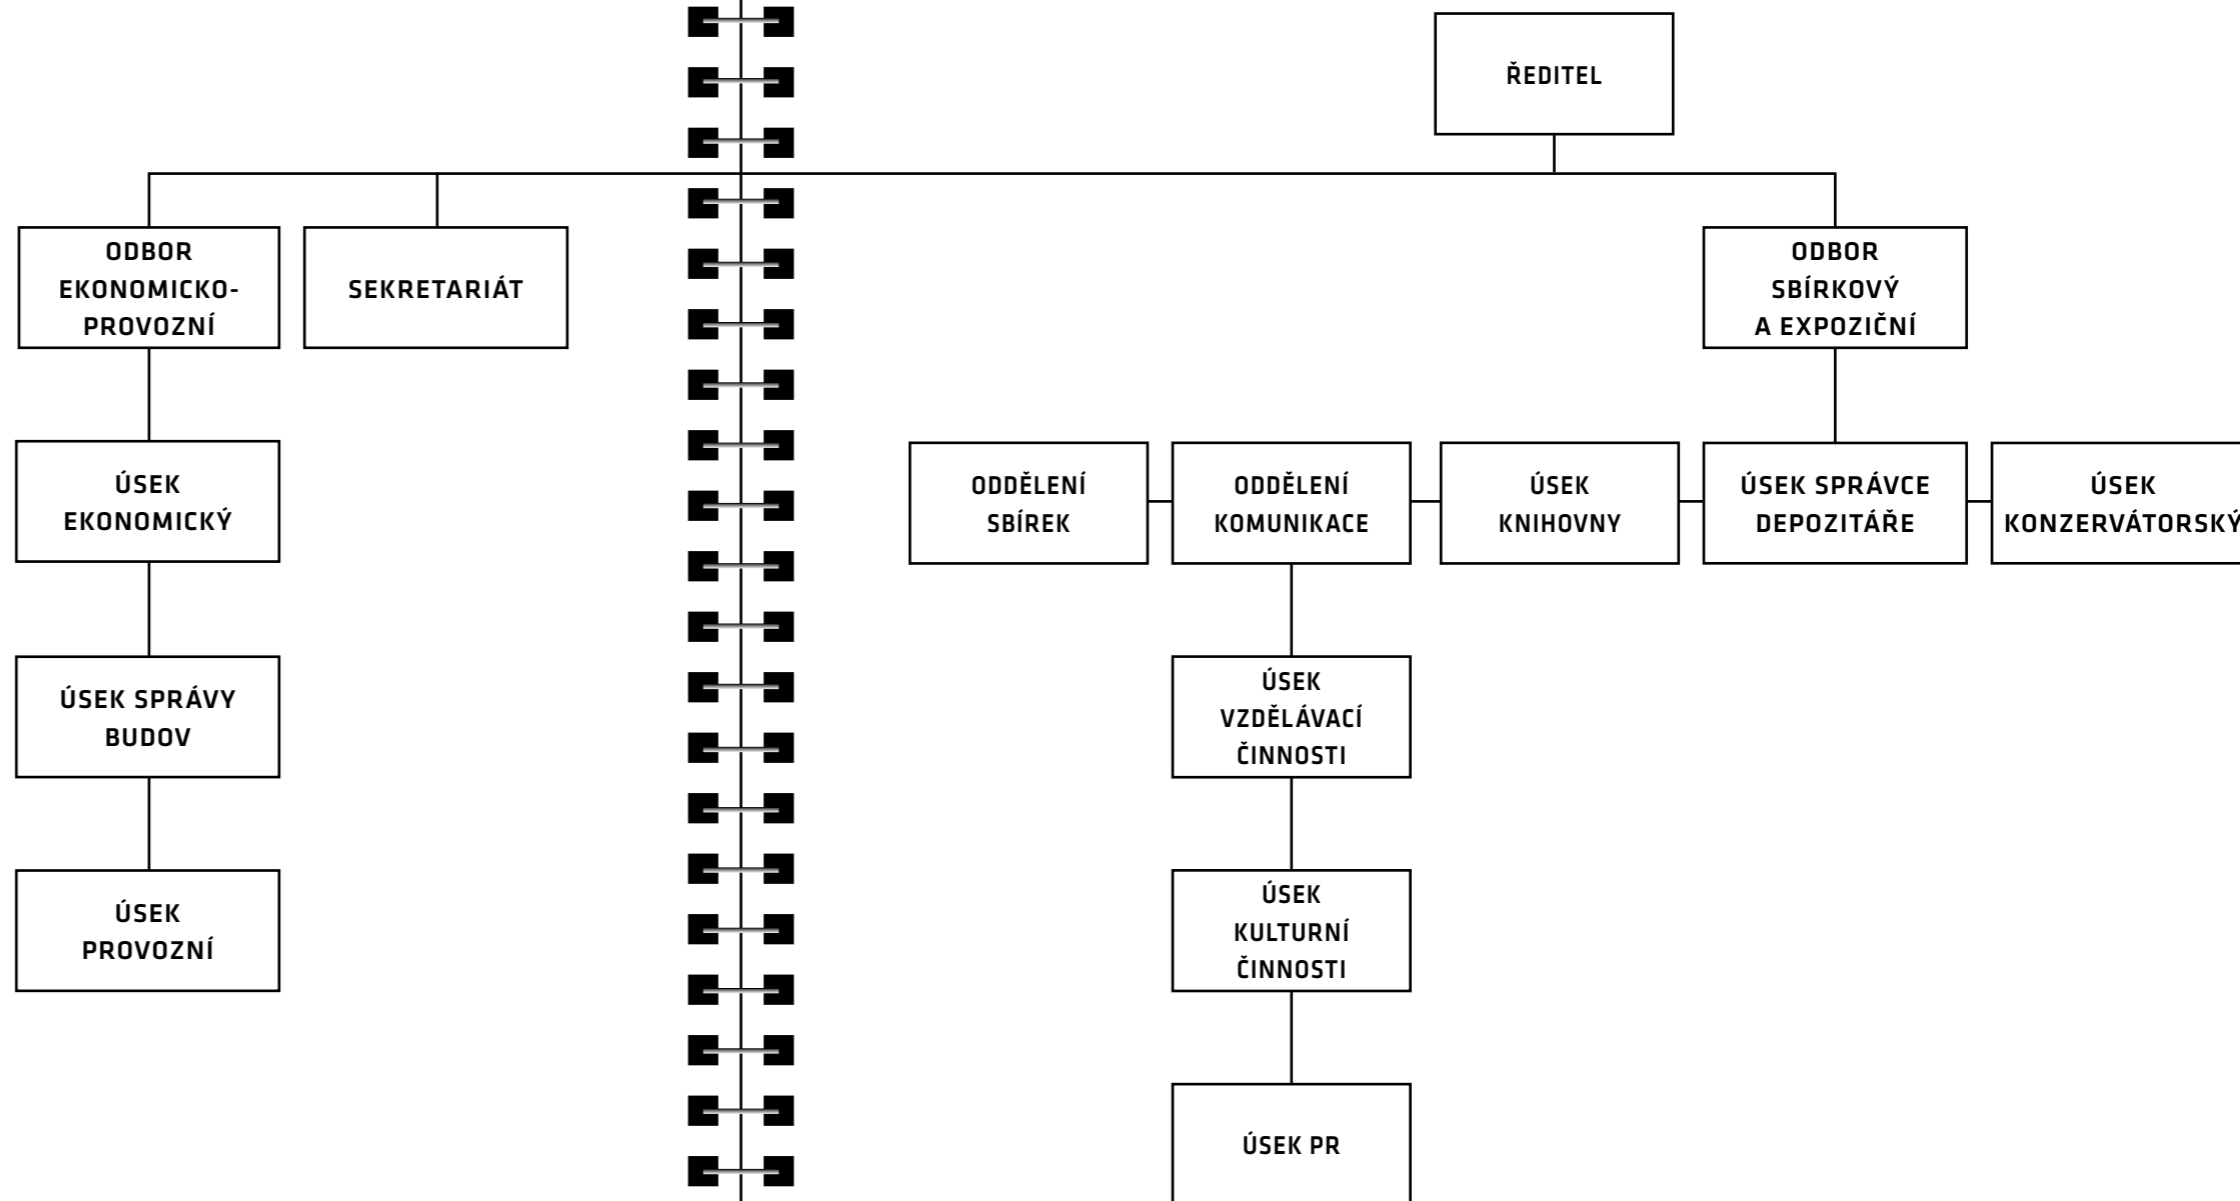 ŘEDITEL
ODBOR
EKONOMICKO-
PROVOZNÍ
SEKRETARIÁT
ODBOR
SBÍRKOVÝ
A EXPOZIČNÍ
ÚSEK
EKONOMICKÝ
ODDĚLENÍ
SBÍREK
ODDĚLENÍ
KOMUNIKACE
ÚSEK
KNIHOVNY
ÚSEK SPRÁVCE
DEPOZITÁŘE
ÚSEK
KONZERVÁTORSKÝ
ÚSEK SPRÁVY
BUDOV
ÚSEK
VZDĚLÁVACÍ
ČINNOSTI
ÚSEK
PROVOZNÍ
ÚSEK
KULTURNÍ
ČINNOSTI
ÚSEK PR